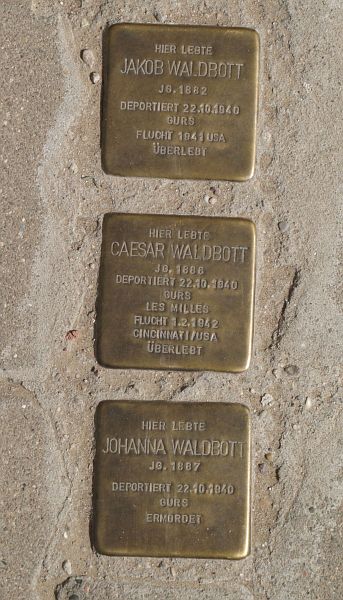 HIER LEBTE
JAKOB WALDBOTT
JG. 1882
DEPORTIERT 22.10.1940
GURS
FLUCHT 1941 USA
ÜBERLEBT
HIER LEBTE
CAESAR WALDBOTT
JG. 1886
DEPORTIERT 22.10.1940
GURS
LES MILLES
FLUCHT 1.2.1942
CINCINNATI/USA
ÜBERLEBT
HIER LEBTE
JOHANNA WALDBOTT
JG. 1887
DEPORTIERT 22.10.1940
GURS
ERMORDET